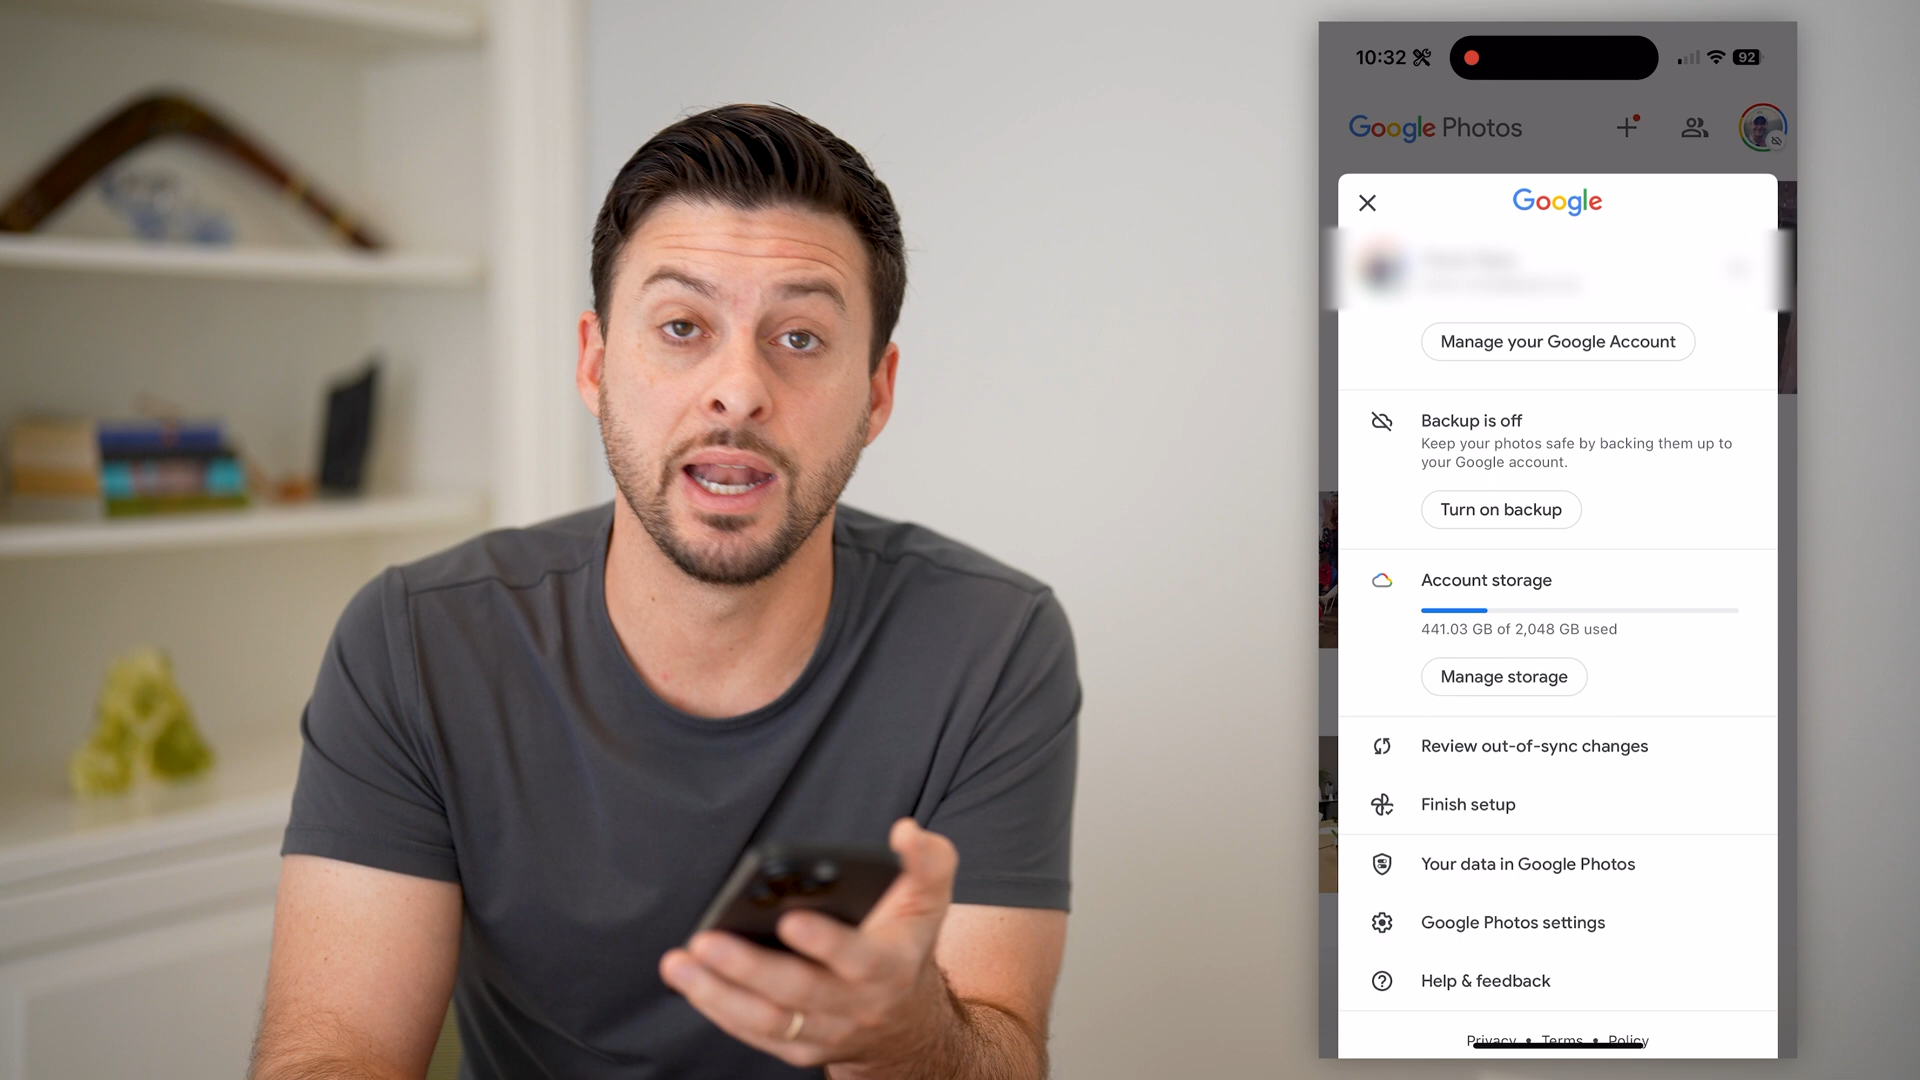 10:32
92
Google Photos
Google
Manage your Google Account
Backup is off
Keep your photos safe by backing them up to
your Google account.
Turn on backup
Account storage
441.03 GB of 2,048 GB used
Manage storage
Review out-of-sync changes
Finish setup
Your data in Google Photos
Google Photos settings
Help & feedback
Privacy • Terms • Policy